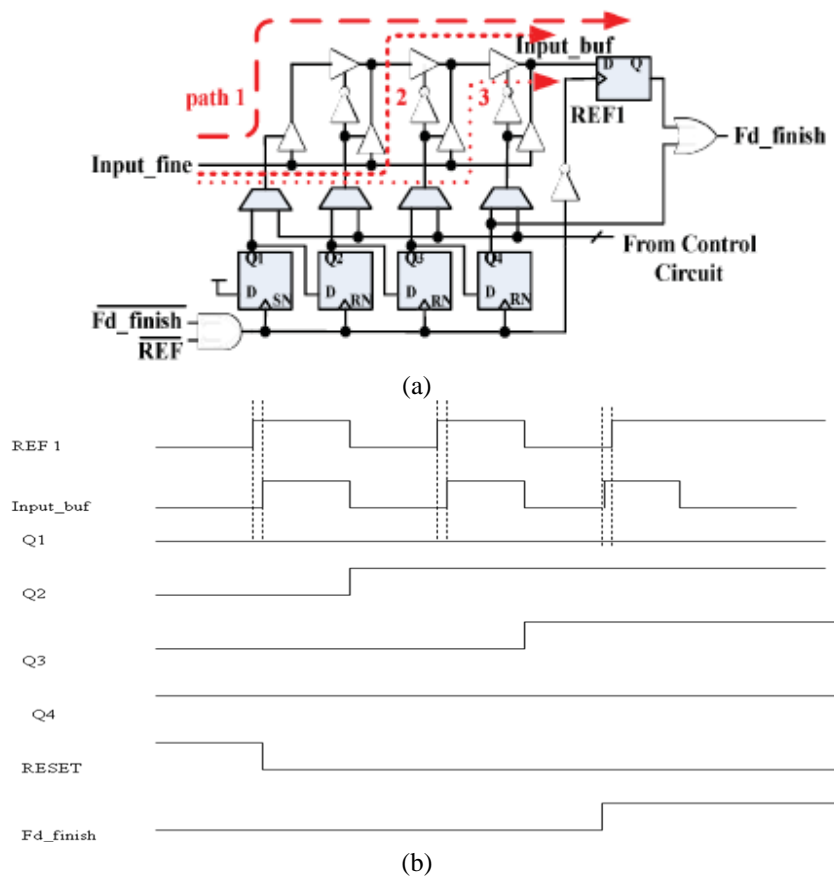 Input_buf
D Q
path 1
2
3
REF1
Fd_finish
Input_fine
Q1 Q2 Q3 Q4
From Control
Circuit
D D D D
SN RN RN RN
Fd_finish
REF
(a)
REF 1
Input_buf
Q1
Q2
Q3
Q4
RESET
Fd_finish
(b)